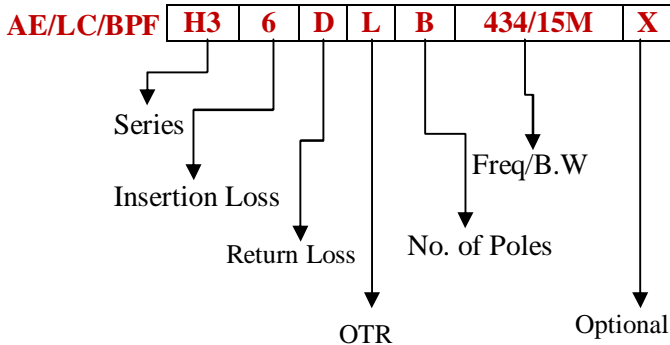 AE/LC/BPF H3 6 D L B 434/15M X
Series
Freq/B.W
Insertion Loss
No. of Poles
Return Loss
OTR
Optional